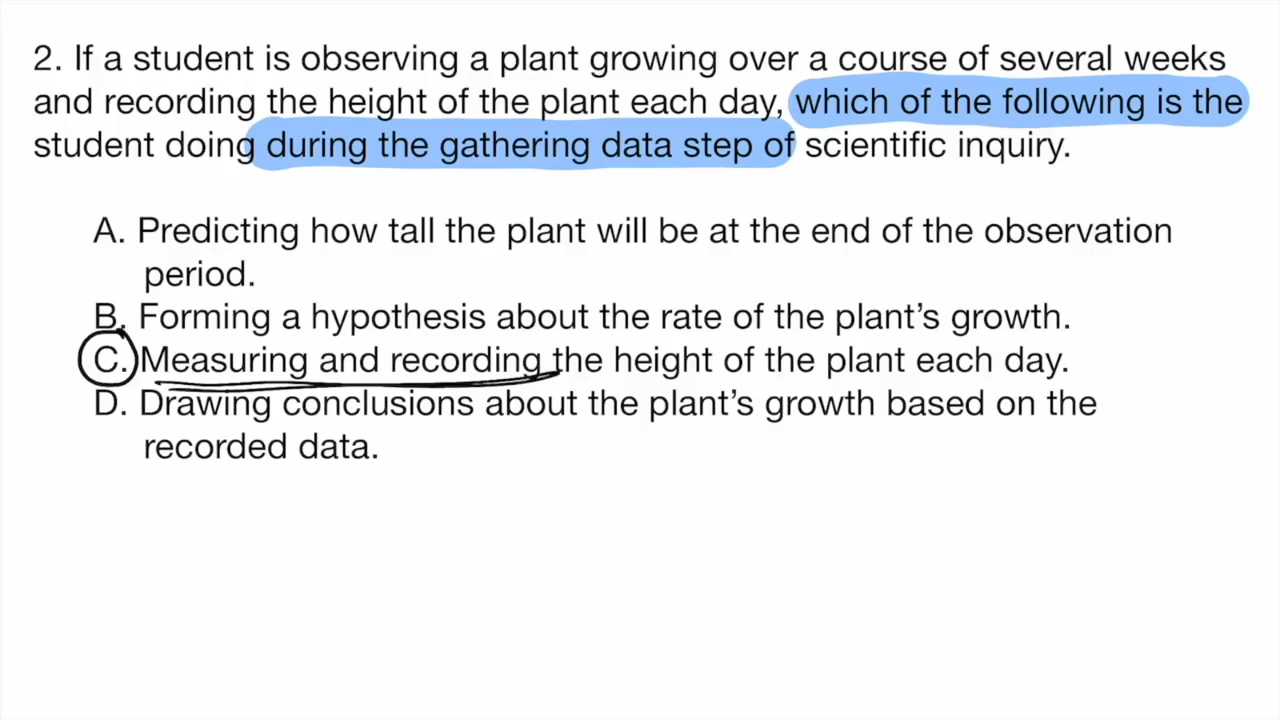 2. If a student is observing a plant growing over a course of several weeks
and recording the height of the plant each day, which of the following is the
student doing during the gathering data step of scientific inquiry.
A. Predicting how tall the plant will be at the end of the observation
period.
B. Forming a hypothesis about the rate of the plant’s growth.
C. Measuring and recording the height of the plant each day.
D. Drawing conclusions about the plant’s growth based on the
recorded data.